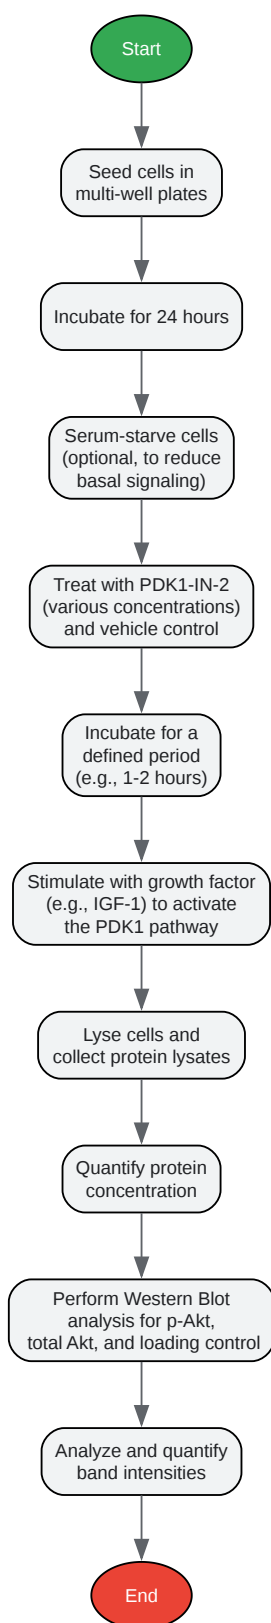 Start
Seed cells in
multi-well plates
Incubate for 24 hours
Serum-starve cells
(optional, to reduce
basal signaling)
Treat with PDK1-IN-2
(various concentrations)
and vehicle control
Incubate for a
defined period
(e.g., 1-2 hours)
Stimulate with growth factor
(e.g., IGF-1) to activate
the PDK1 pathway
Lyse cells and
collect protein lysates
Quantify protein
concentration
Perform Western Blot
analysis for p-Akt,
total Akt, and loading control
Analyze and quantify
band intensities
End